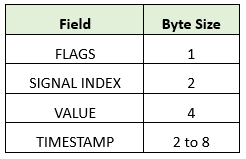 Field Byte Size
FLAGS 1
SIGNAL INDEX 2
VALUE 4
TIMESTAMP 2 to 8